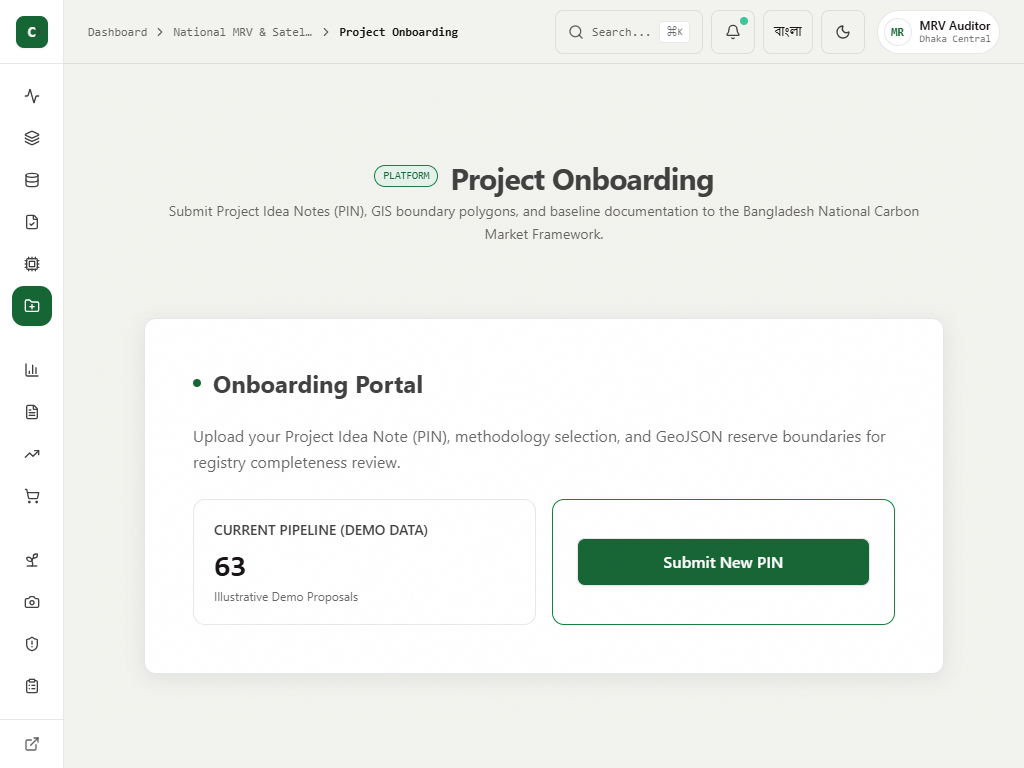 C
Dashboard > National MRV & Satel… > Project Onboarding
Search... ⌘K
বাংলা
MR
MRV Auditor
Dhaka Central
PLATFORM
Project Onboarding
Submit Project Idea Notes (PIN), GIS boundary polygons, and baseline documentation to the Bangladesh National Carbon
Market Framework.
Onboarding Portal
Upload your Project Idea Note (PIN), methodology selection, and GeoJSON reserve boundaries for
registry completeness review.
CURRENT PIPELINE (DEMO DATA)
63
Illustrative Demo Proposals
Submit New PIN